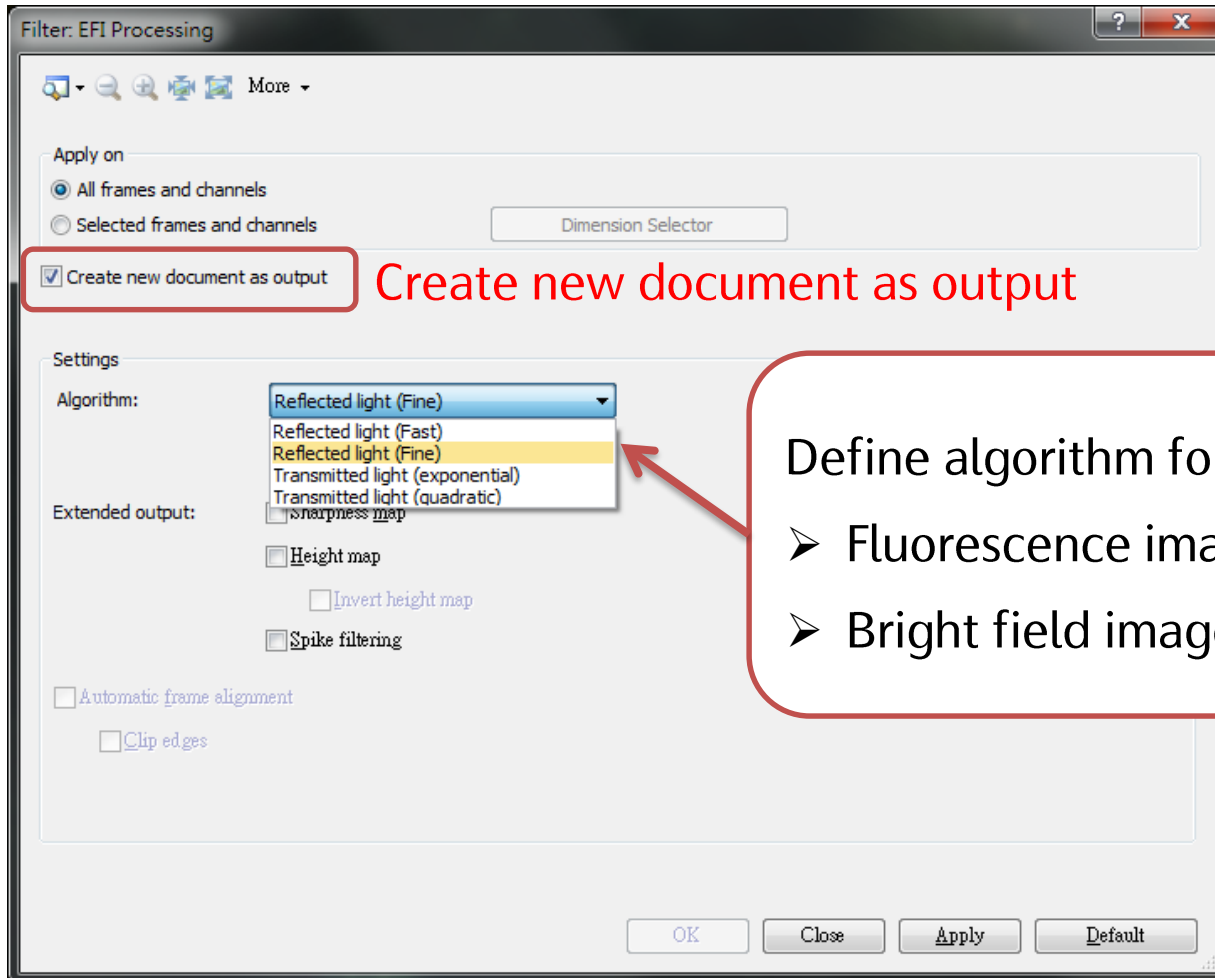 Filter: EFI Processing
More
Apply on
All frames and channels
Selected frames and channels
Dimension Selector
Create new document as output
Create new document as output
Settings
Algorithm:
Reflected light (Fine)
Reflected light (Fast)
Reflected light (Fine)
Transmitted light (exponential)
Transmitted light (quadratic)
Extended output:
Sharpness map
Height map
Invert height map
Spike filtering
Automatic frame alignment
Clip edges
Define algorithm fo
Fluorescence ima
Bright field imag
OK
Close
Apply
Default